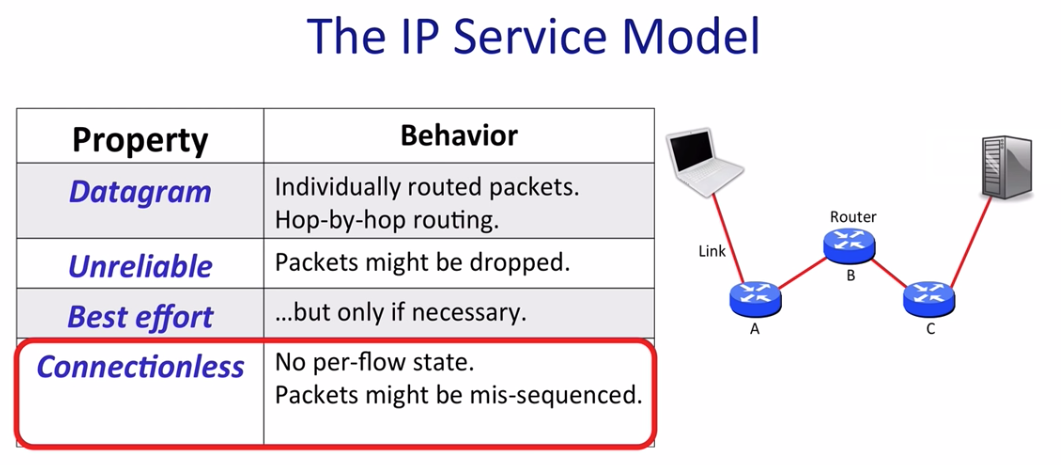 The IP Service Model
Property
Behavior
Datagram
Individually routed packets.
Hop-by-hop routing.
Unreliable
Packets might be dropped.
Best effort
…but only if necessary.
Connectionless
No per-flow state.
Packets might be mis-sequenced.
Link
Router
B
A
C